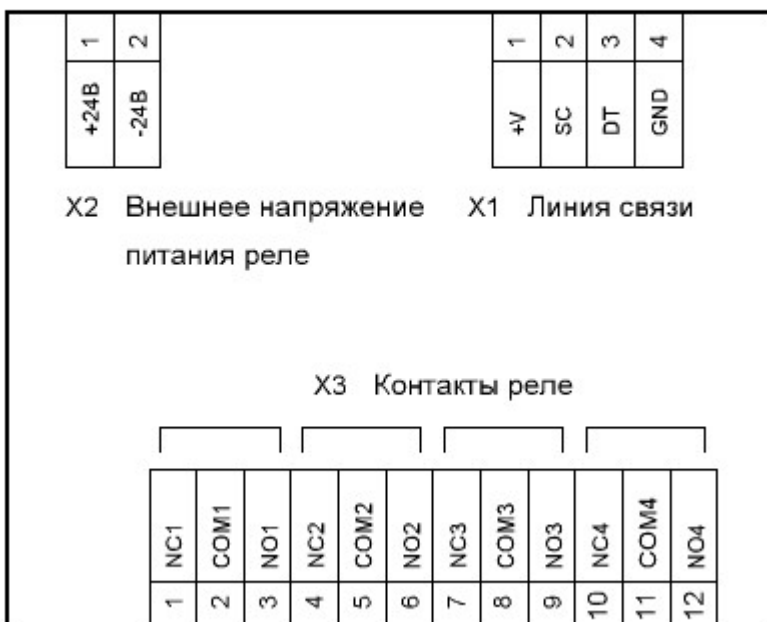 1 2
+24В -24В
1 2 3 4
+V SC DT GND
X2 Внешнее напряжение
питания реле
X1 Линия связи
X3 Контакты реле
NC1 COM1 NO1 NC2 COM2 NO2 NC3 COM3 NO3 NC4 COM4 NO4
1 2 3 4 5 6 7 8 9 10 11 12